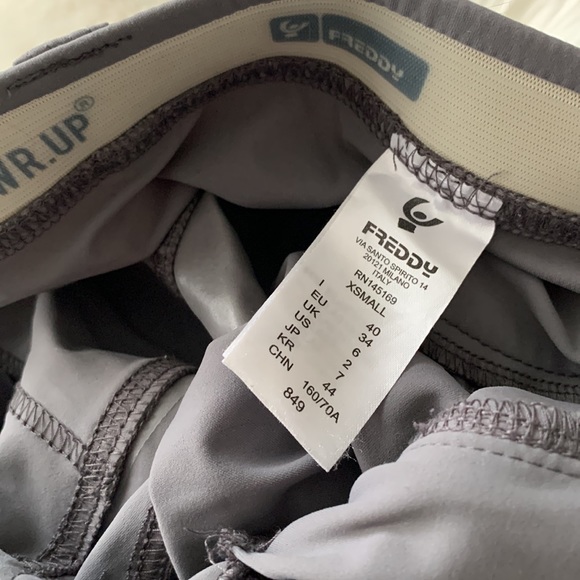 FREDDY
WR.UP®
FREDDY
VIA SANTO SPIRITO 14
20121 MILANO
ITALY
RN145169
XSMALL
I 40
EU 34
UK 6
US 2
JP 7
KR 44
CHN 160/70A
849